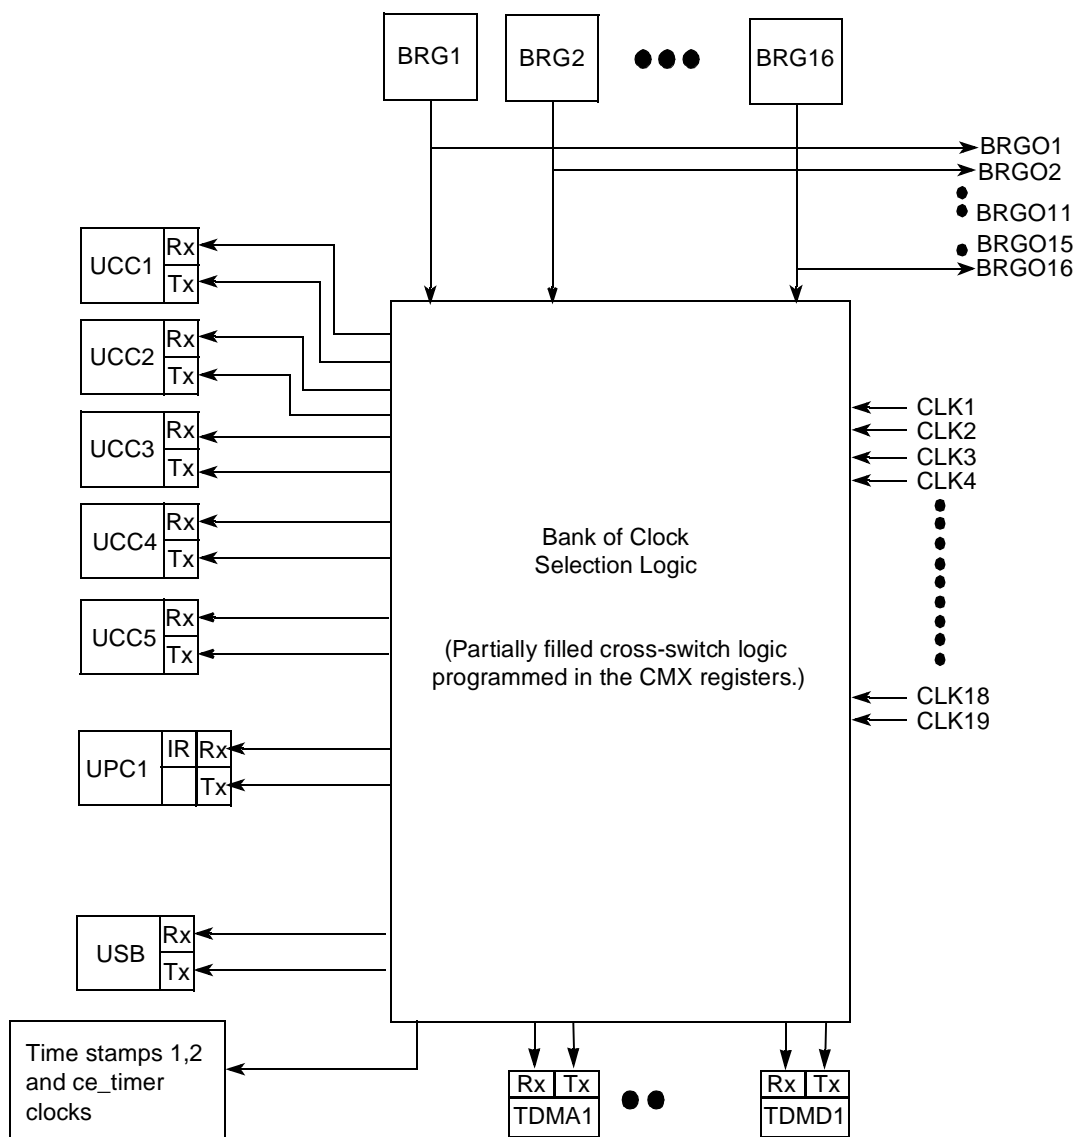 BRG1
BRG2
BRG16
BRGO1
BRGO2
BRGO11
BRGO15
BRGO16
UCC1
Rx
Tx
UCC2
Rx
Tx
UCC3
Rx
Tx
UCC4
Rx
Tx
UCC5
Rx
Tx
UPC1
IR
Rx
Tx
USB
Rx
Tx
Bank of Clock
Selection Logic
(Partially filled cross-switch logic
programmed in the CMX registers.)
CLK1
CLK2
CLK3
CLK4
CLK18
CLK19
Time stamps 1,2
and ce_timer
clocks
Rx
Tx
TDMA1
Rx
Tx
TDMD1